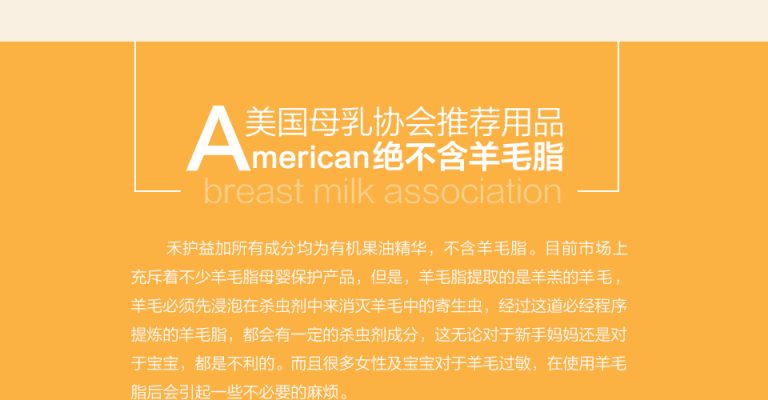 美国母乳协会推荐用品
American绝不含羊毛脂
breast milk association
禾护益加所有成分均为有机果油精华，不含羊毛脂。目前市场上
充斥着不少羊毛脂母婴保护产品，但是，羊毛脂提取的是羊羔的羊毛，
羊毛必须先浸泡在杀虫剂中来消灭羊毛中的寄生虫，经过这道必经程序
提炼的羊毛脂，都会有一定的杀虫剂成分，这无论对于新手妈妈还是对
于宝宝，都是不利的。而且很多女性及宝宝对于羊毛过敏，在使用羊毛
脂后会引起一些不必要的麻烦。